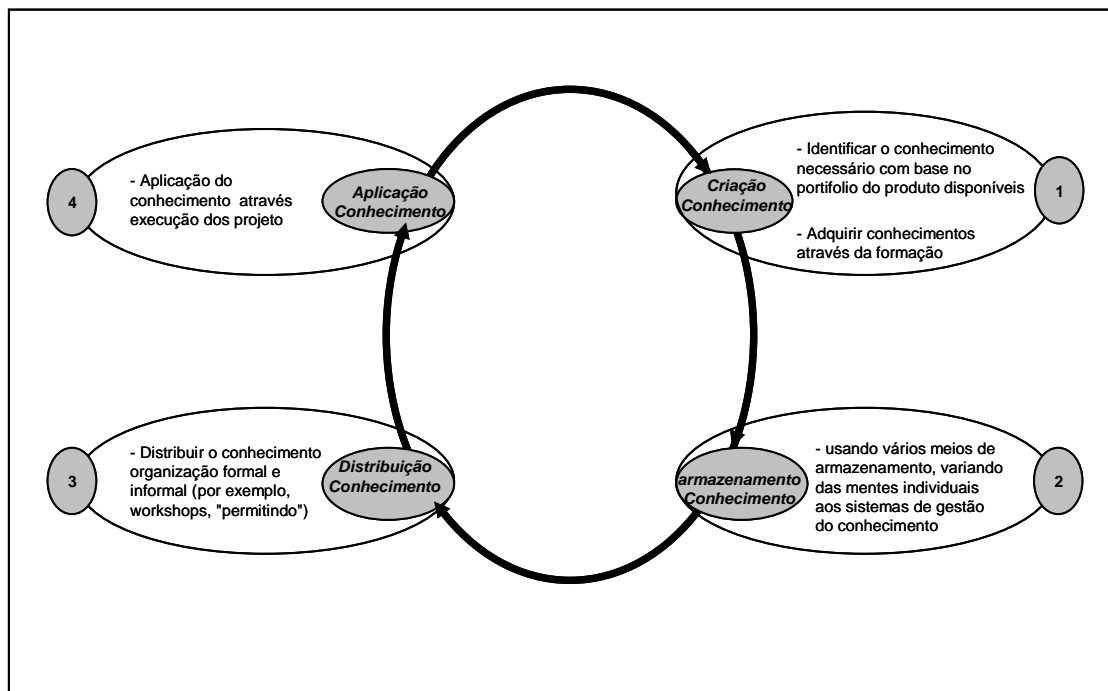 - Identificar o conhecimento
necessário com base no
portifolio do produto disponíveis
- Adquirir conhecimentos
através da formação
Criação
Conhecimento
1
- usando vários meios de
armazenamento, variando
das mentes individuais
aos sistemas de gestão
do conhecimento
armazenamento
Conhecimento
2
- Distribuir o conhecimento
organização formal e
informal (por exemplo,
workshops, "permitindo")
Distribuição
Conhecimento
3
- Aplicação do
conhecimento através
execução dos projeto
Aplicação
Conhecimento
4